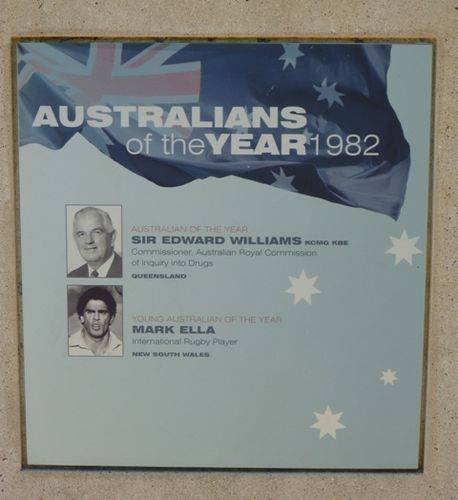 AUSTRALIANS
of the YEAR 1982
AUSTRALIAN OF THE YEAR
SIR EDWARD WILLIAMS KCMG KBE
Commissioner, Australian Royal Commission
of Inquiry into Drugs
QUEENSLAND
YOUNG AUSTRALIAN OF THE YEAR
MARK ELLA
International Rugby Player
NEW SOUTH WALES